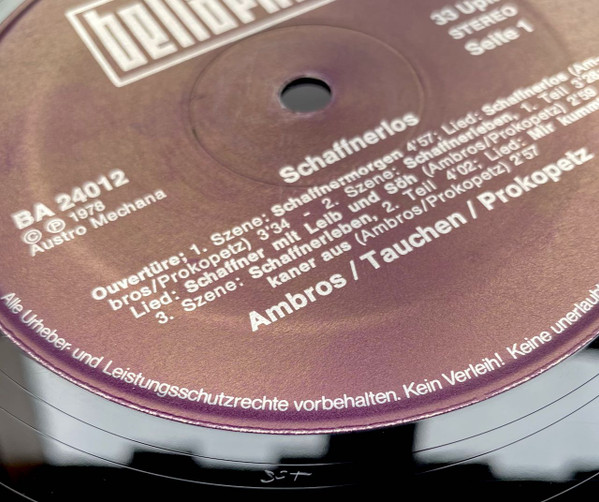 33 Upm
STEREO
Seite 1
BA 24012
© ℗ 1978
Austro Mechana
Schaffnerlos
Ouvertüre; 1. Szene: Schaffnermorgen 4'57; Lied: Schaffnerlos (Am-
bros/Prokopetz) 3'34 - 2. Szene: Schaffnerleben, 1. Teil 3'28
Lied: Schaffner mit Leib und Söh (Ambros/Prokopetz) 2'59
3. Szene: Schaffnerleben, 2. Teil 4'02; Lied: Mir kumm
kaner aus (Ambros/Prokopetz) 2'57
Ambros / Tauchen / Prokopetz
Alle Urheber- und Leistungsschutzrechte vorbehalten. Kein Verleih! Keine unerlaub